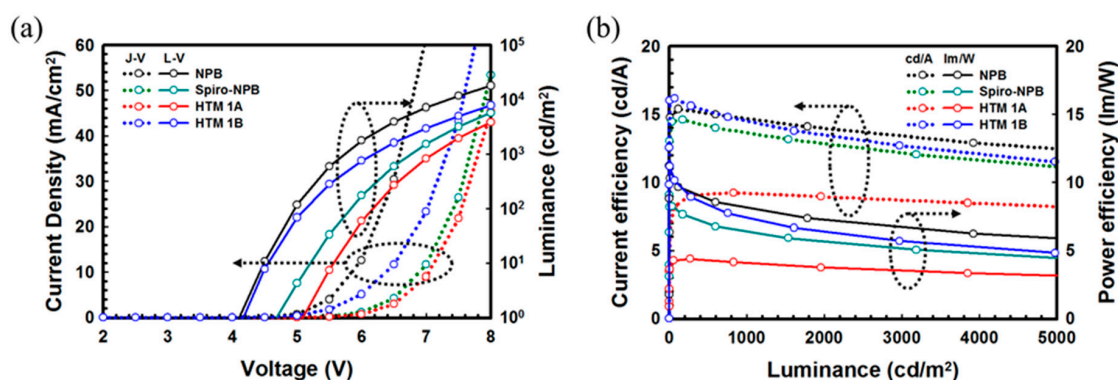 (a)
Current Density (mA/cm2)
60
50
40
30
20
10
0
J-V L-V
NPB
Spiro-NPB
HTM 1A
HTM 1B
10⁵
10⁴
10³
10²
10¹
10⁰
Luminance (cd/m²)
2 3 4 5 6 7 8
Voltage (V)
(b)
Current efficiency (cd/A)
20
15
10
5
0
cd/A lm/W
NPB
Spiro-NPB
HTM 1A
HTM 1B
20
15
10
5
0
Power efficiency (lm/W)
0 1000 2000 3000 4000 5000
Luminance (cd/m²)